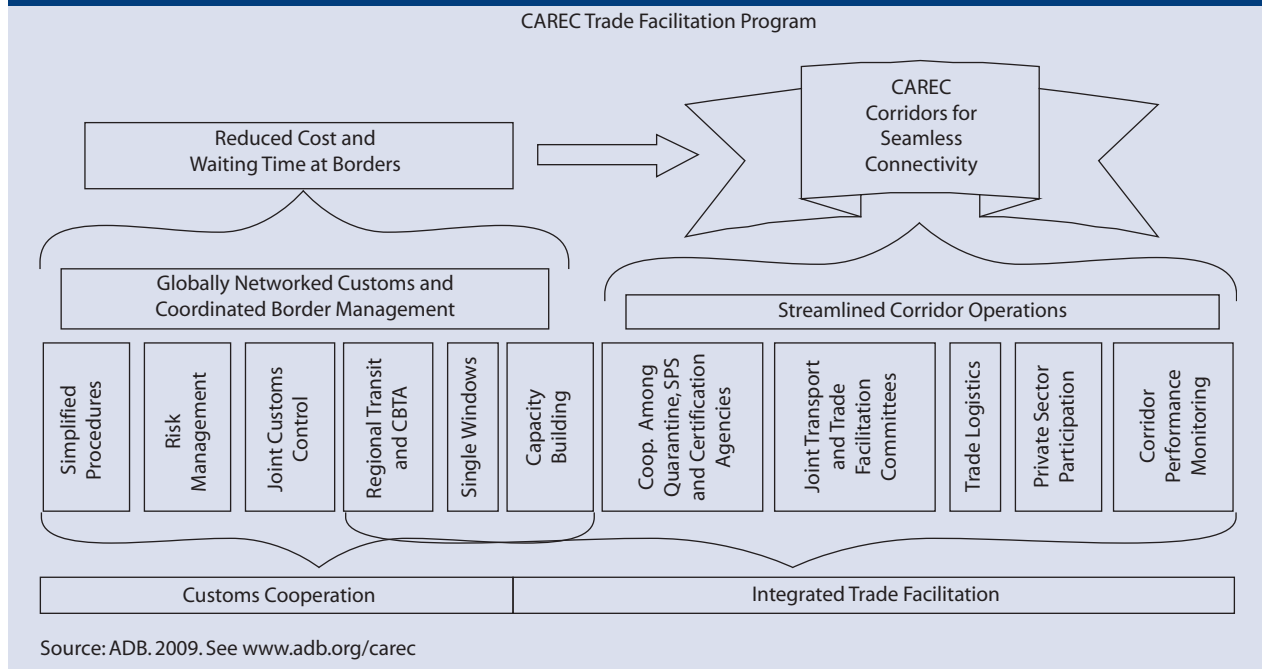 CAREC Trade Facilitation Program
CAREC
Corridors for
Seamless
Connectivity
Reduced Cost and
Waiting Time at Borders
Globally Networked Customs and
Coordinated Border Management
Streamlined Corridor Operations
Simplified
Procedures
Risk
Management
Joint Customs
Control
Regional Transit
and CBTA
Single Windows
Capacity
Building
Coop. Among
Quarantine, SPS
and Certification
Agencies
Joint Transport
and Trade
Facilitation
Committees
Trade Logistics
Private Sector
Participation
Corridor
Performance
Monitoring
Customs Cooperation
Integrated Trade Facilitation
Source: ADB. 2009. See www.adb.org/carec